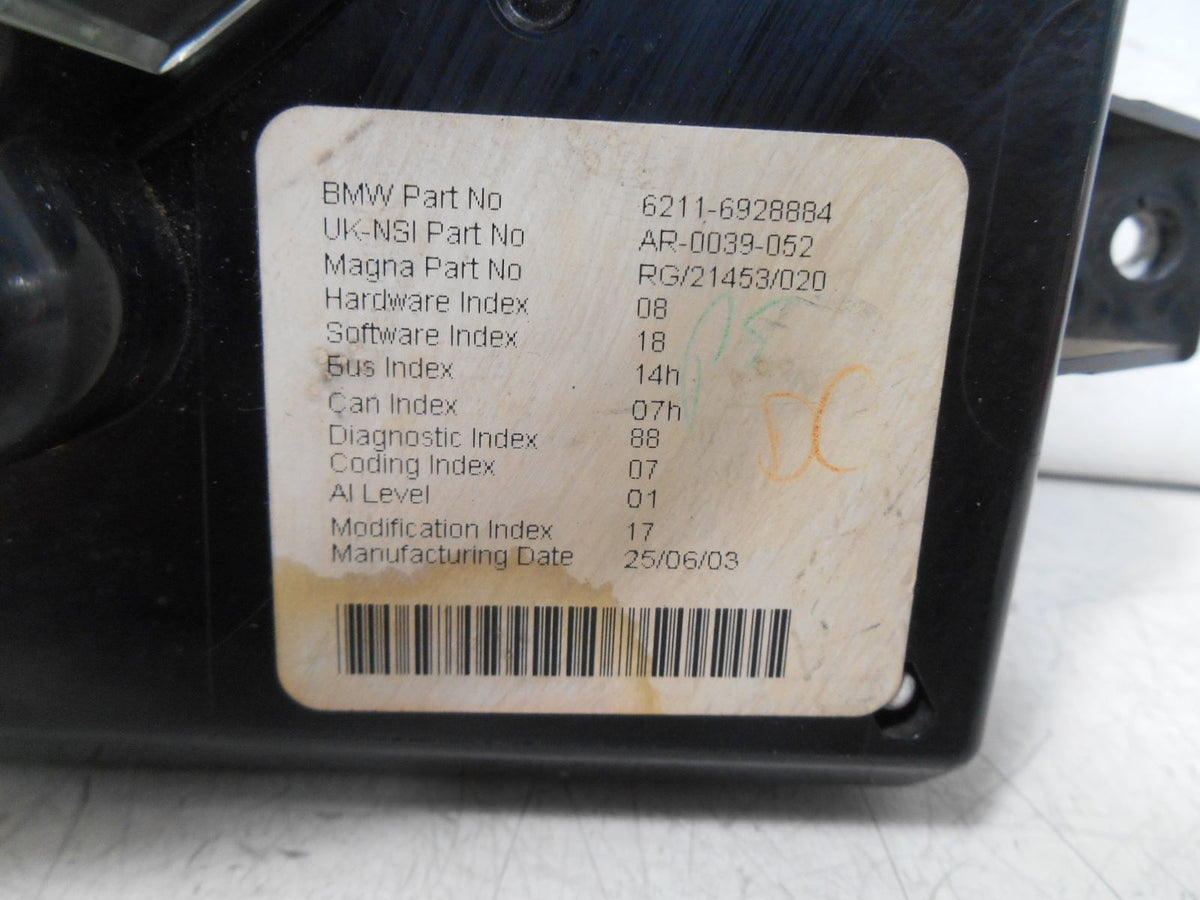 BMW Part No 6211-6928884
UK-NSI Part No AR-0039-052
Magna Part No RG/21453/020
Hardware Index 08
Software Index 18
Bus Index 14h
Can Index 07h
Diagnostic Index 88
Coding Index 07
AI Level 01
Modification Index 17
Manufacturing Date 25/06/03
DC